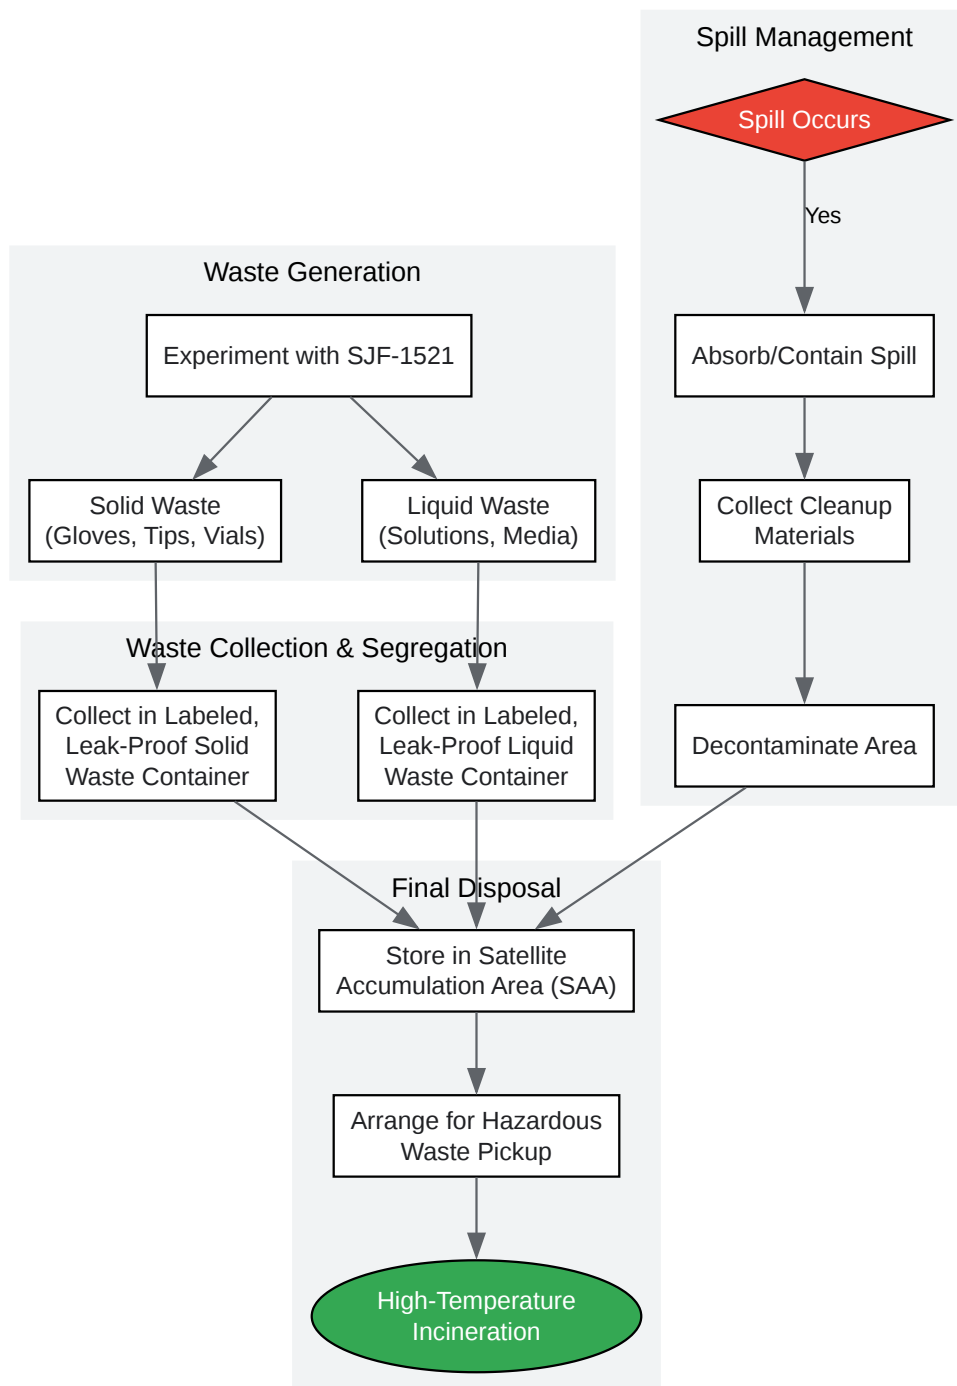 Spill Management
Spill Occurs
Yes
Absorb/Contain Spill
Collect Cleanup
Materials
Decontaminate Area
Waste Generation
Experiment with SJF-1521
Solid Waste
(Gloves, Tips, Vials)
Liquid Waste
(Solutions, Media)
Waste Collection & Segregation
Collect in Labeled,
Leak-Proof Solid
Waste Container
Collect in Labeled,
Leak-Proof Liquid
Waste Container
Final Disposal
Store in Satellite
Accumulation Area (SAA)
Arrange for Hazardous
Waste Pickup
High-Temperature
Incineration